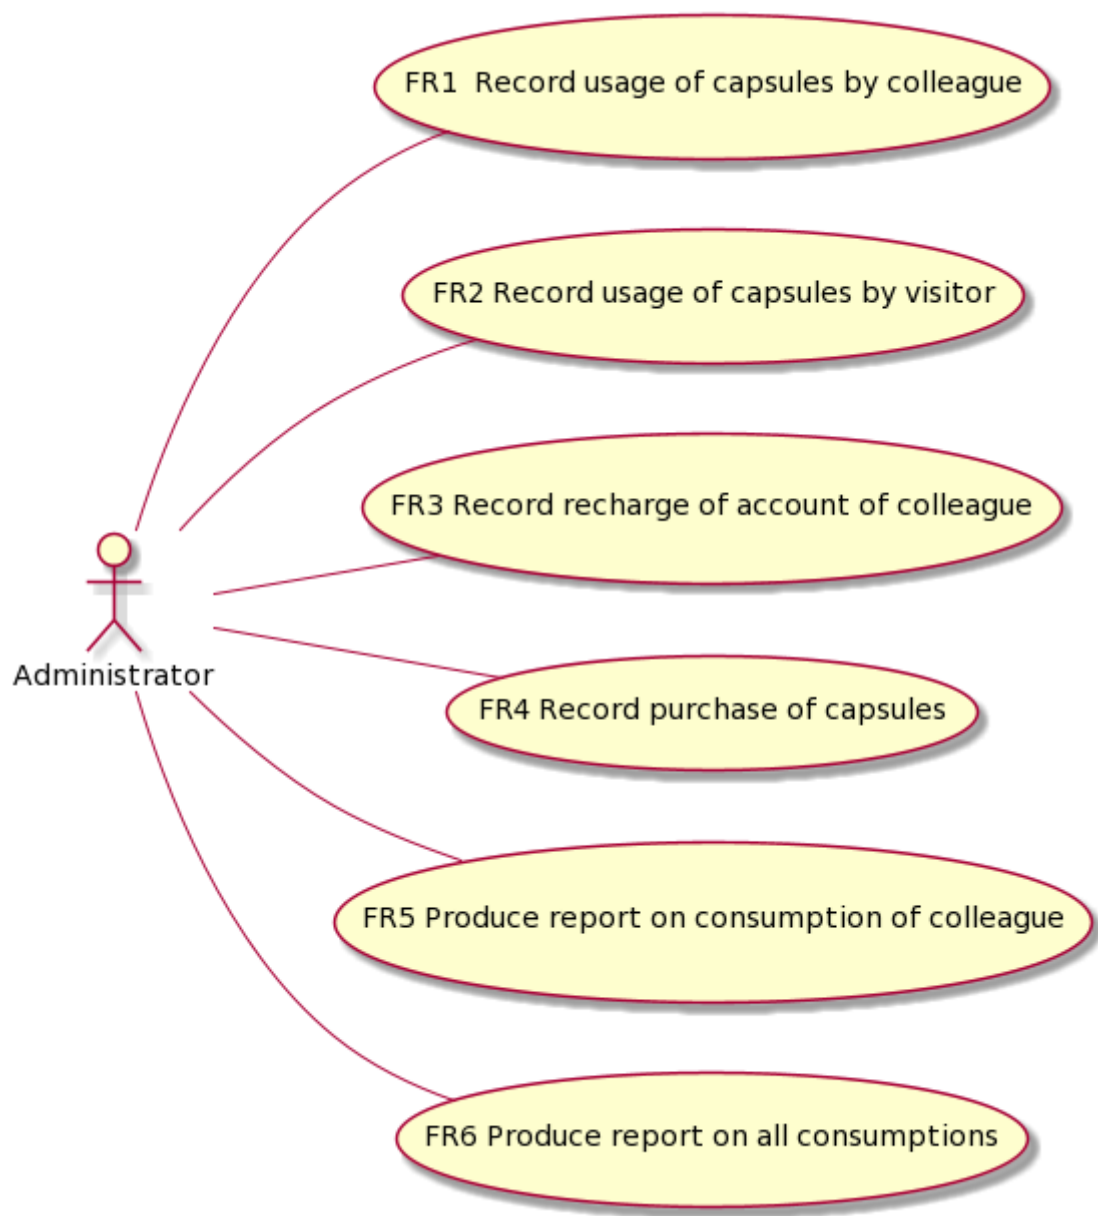 FR1  Record usage of capsules by colleague
FR2 Record usage of capsules by visitor
FR3 Record recharge of account of colleague
Administrator
FR4 Record purchase of capsules
FR5 Produce report on consumption of colleague
FR6 Produce report on all consumptions